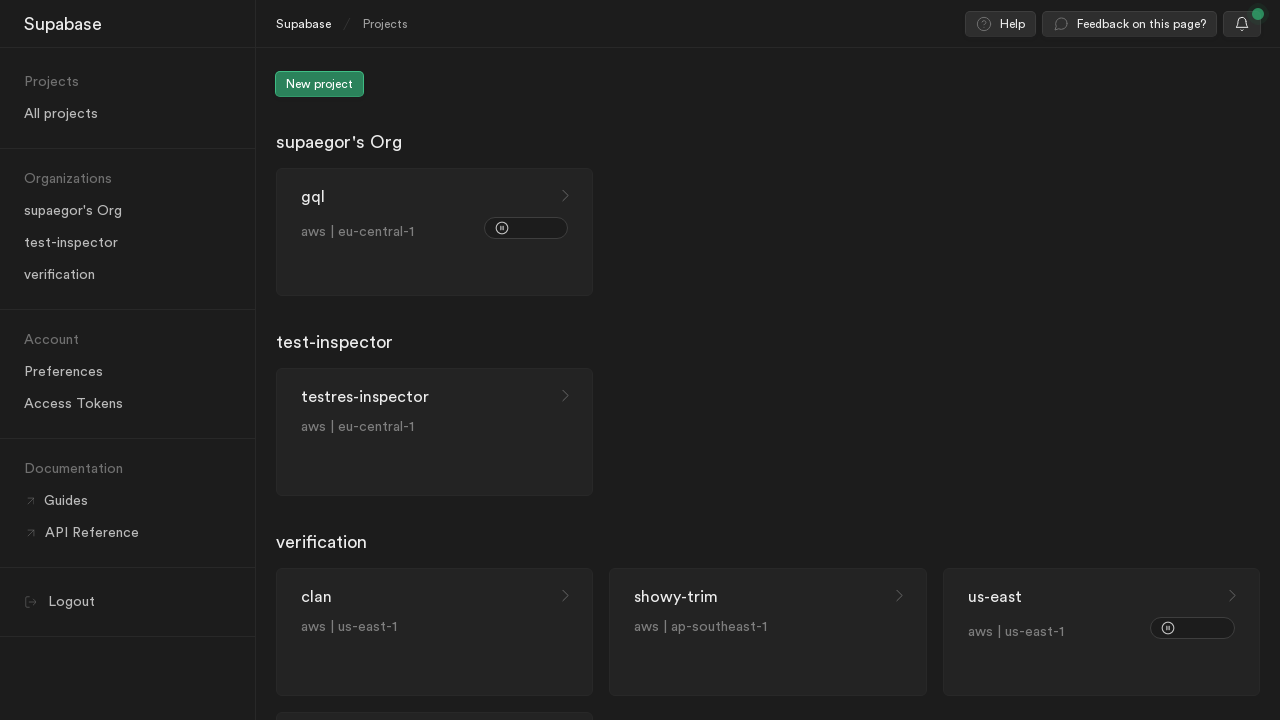 Supabase
Supabase / Projects
Help
Feedback on this page?
Projects
All projects
Organizations
supaegor's Org
test-inspector
verification
Account
Preferences
Access Tokens
Documentation
Guides
API Reference
Logout
New project
supaegor's Org
gql
aws | eu-central-1
test-inspector
testres-inspector
aws | eu-central-1
verification
clan
aws | us-east-1
showy-trim
aws | ap-southeast-1
us-east
aws | us-east-1